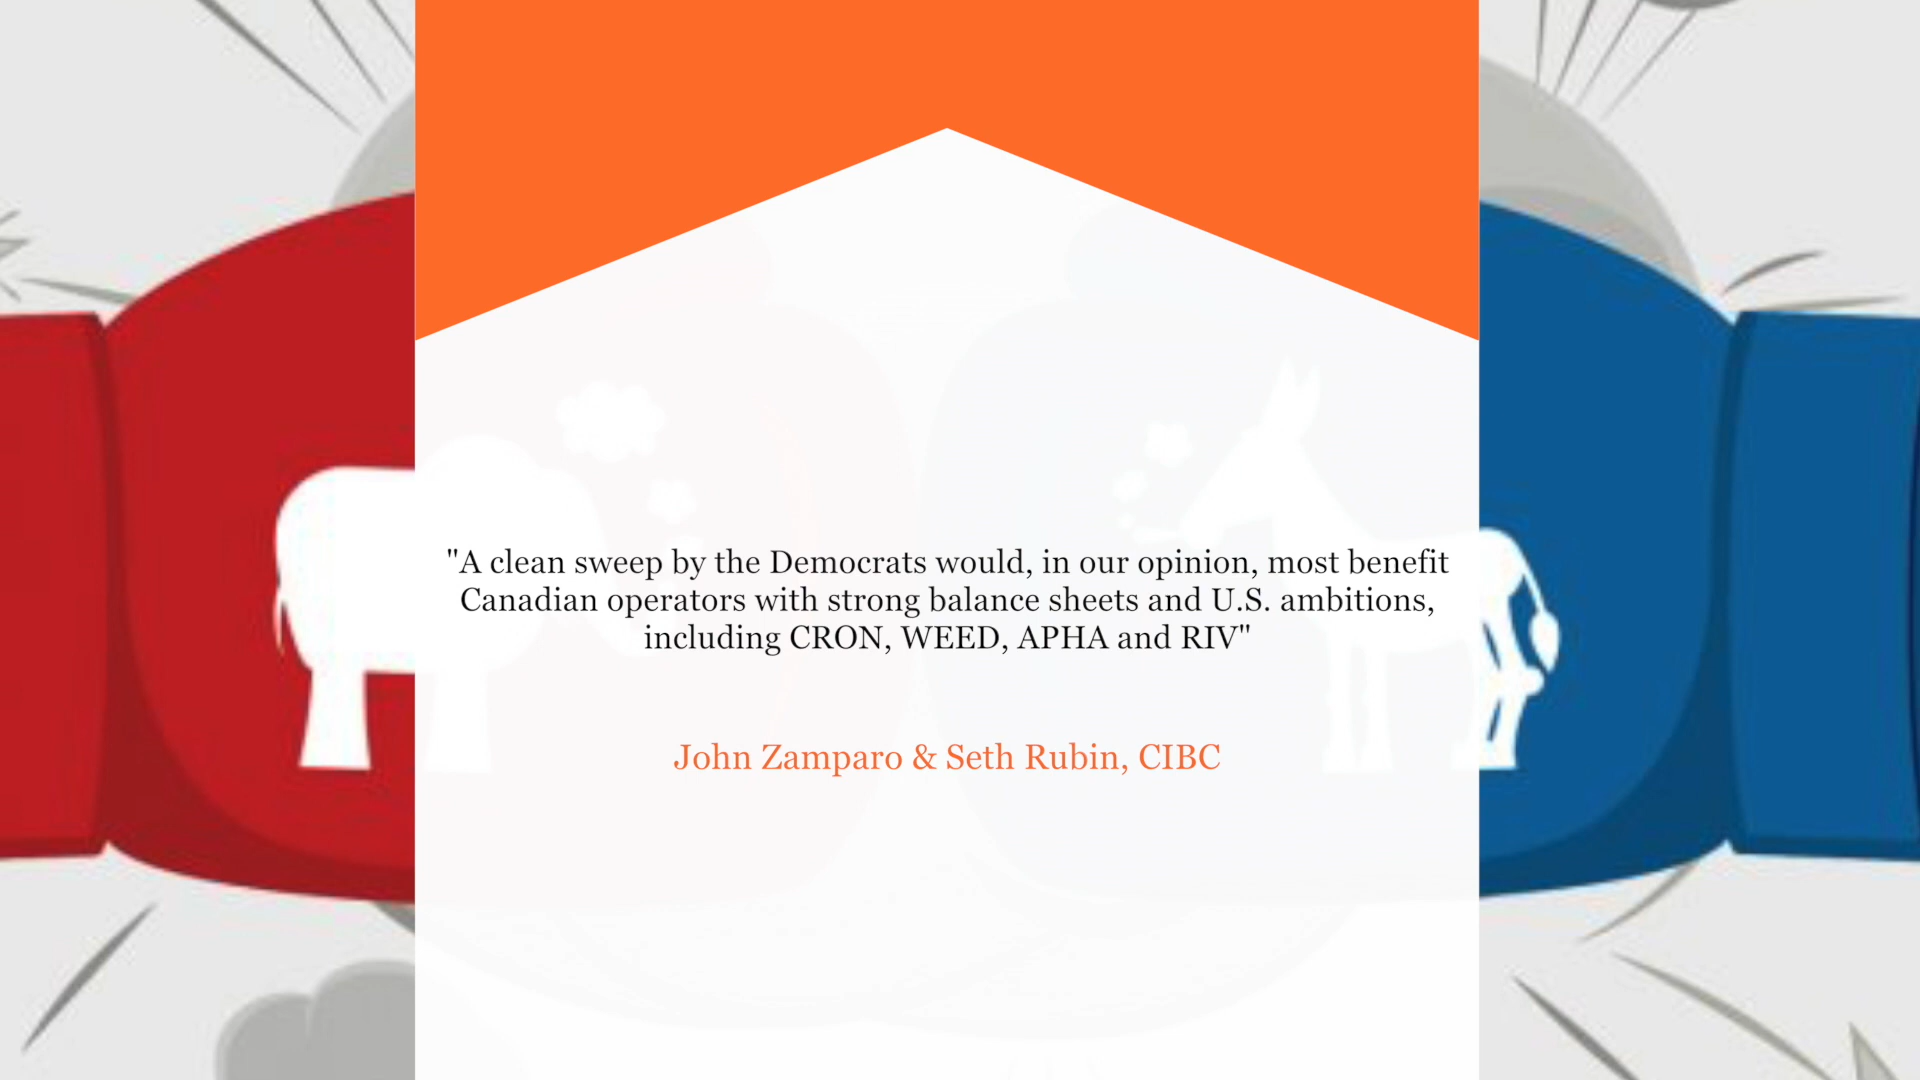 "A clean sweep by the Democrats would, in our opinion, most benefit
Canadian operators with strong balance sheets and U.S. ambitions,
including CRON, WEED, APHA and RIV"
John Zamparo & Seth Rubin, CIBC